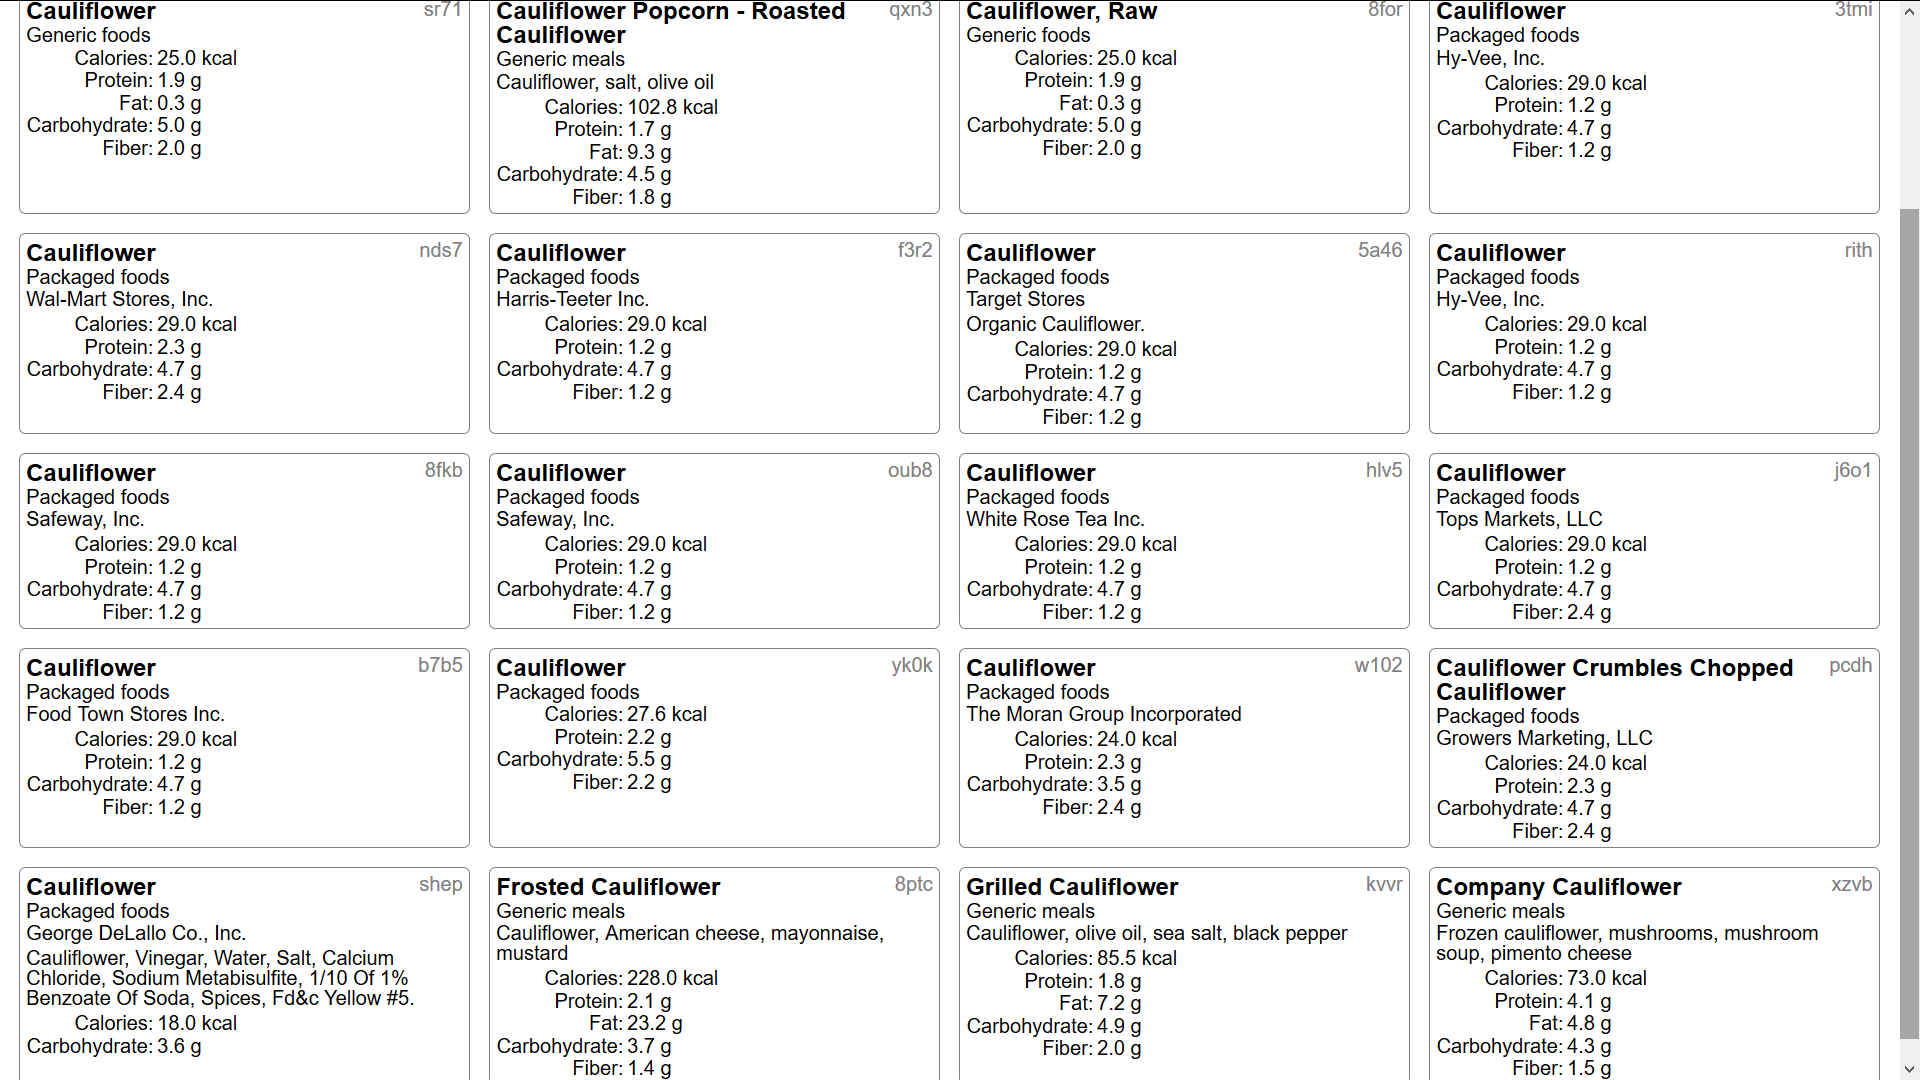 Cauliflower
sr71
Generic foods
Calories: 25.0 kcal
Protein: 1.9 g
Fat: 0.3 g
Carbohydrate: 5.0 g
Fiber: 2.0 g
Cauliflower Popcorn - Roasted
Cauliflower
qxn3
Generic meals
Cauliflower, salt, olive oil
Calories: 102.8 kcal
Protein: 1.7 g
Fat: 9.3 g
Carbohydrate: 4.5 g
Fiber: 1.8 g
Cauliflower, Raw
8for
Generic foods
Calories: 25.0 kcal
Protein: 1.9 g
Fat: 0.3 g
Carbohydrate: 5.0 g
Fiber: 2.0 g
Cauliflower
3tmi
Packaged foods
Hy-Vee, Inc.
Calories: 29.0 kcal
Protein: 1.2 g
Carbohydrate: 4.7 g
Fiber: 1.2 g
Cauliflower
nds7
Packaged foods
Wal-Mart Stores, Inc.
Calories: 29.0 kcal
Protein: 2.3 g
Carbohydrate: 4.7 g
Fiber: 2.4 g
Cauliflower
f3r2
Packaged foods
Harris-Teeter Inc.
Calories: 29.0 kcal
Protein: 1.2 g
Carbohydrate: 4.7 g
Fiber: 1.2 g
Cauliflower
5a46
Packaged foods
Target Stores
Organic Cauliflower.
Calories: 29.0 kcal
Protein: 1.2 g
Carbohydrate: 4.7 g
Fiber: 1.2 g
Cauliflower
rith
Packaged foods
Hy-Vee, Inc.
Calories: 29.0 kcal
Protein: 1.2 g
Carbohydrate: 4.7 g
Fiber: 1.2 g
Cauliflower
8fkb
Packaged foods
Safeway, Inc.
Calories: 29.0 kcal
Protein: 1.2 g
Carbohydrate: 4.7 g
Fiber: 1.2 g
Cauliflower
oub8
Packaged foods
Safeway, Inc.
Calories: 29.0 kcal
Protein: 1.2 g
Carbohydrate: 4.7 g
Fiber: 1.2 g
Cauliflower
hlv5
Packaged foods
White Rose Tea Inc.
Calories: 29.0 kcal
Protein: 1.2 g
Carbohydrate: 4.7 g
Fiber: 1.2 g
Cauliflower
j6o1
Packaged foods
Tops Markets, LLC
Calories: 29.0 kcal
Protein: 1.2 g
Carbohydrate: 4.7 g
Fiber: 2.4 g
Cauliflower
b7b5
Packaged foods
Food Town Stores Inc.
Calories: 29.0 kcal
Protein: 1.2 g
Carbohydrate: 4.7 g
Fiber: 1.2 g
Cauliflower
yk0k
Packaged foods
Calories: 27.6 kcal
Protein: 2.2 g
Carbohydrate: 5.5 g
Fiber: 2.2 g
Cauliflower
w102
Packaged foods
The Moran Group Incorporated
Calories: 24.0 kcal
Protein: 2.3 g
Carbohydrate: 3.5 g
Fiber: 2.4 g
Cauliflower Crumbles Chopped
Cauliflower
pcdh
Packaged foods
Growers Marketing, LLC
Calories: 24.0 kcal
Protein: 2.3 g
Carbohydrate: 4.7 g
Fiber: 2.4 g
Cauliflower
shep
Packaged foods
George DeLallo Co., Inc.
Cauliflower, Vinegar, Water, Salt, Calcium
Chloride, Sodium Metabisulfite, 1/10 Of 1%
Benzoate Of Soda, Spices, Fd&c Yellow #5.
Calories: 18.0 kcal
Carbohydrate: 3.6 g
Frosted Cauliflower
8ptc
Generic meals
Cauliflower, American cheese, mayonnaise,
mustard
Calories: 228.0 kcal
Protein: 2.1 g
Fat: 23.2 g
Carbohydrate: 3.7 g
Fiber: 1.4 g
Grilled Cauliflower
kvvr
Generic meals
Cauliflower, olive oil, sea salt, black pepper
Calories: 85.5 kcal
Protein: 1.8 g
Fat: 7.2 g
Carbohydrate: 4.9 g
Fiber: 2.0 g
Company Cauliflower
xzvb
Generic meals
Frozen cauliflower, mushrooms, mushroom
soup, pimento cheese
Calories: 73.0 kcal
Protein: 4.1 g
Fat: 4.8 g
Carbohydrate: 4.3 g
Fiber: 1.5 g